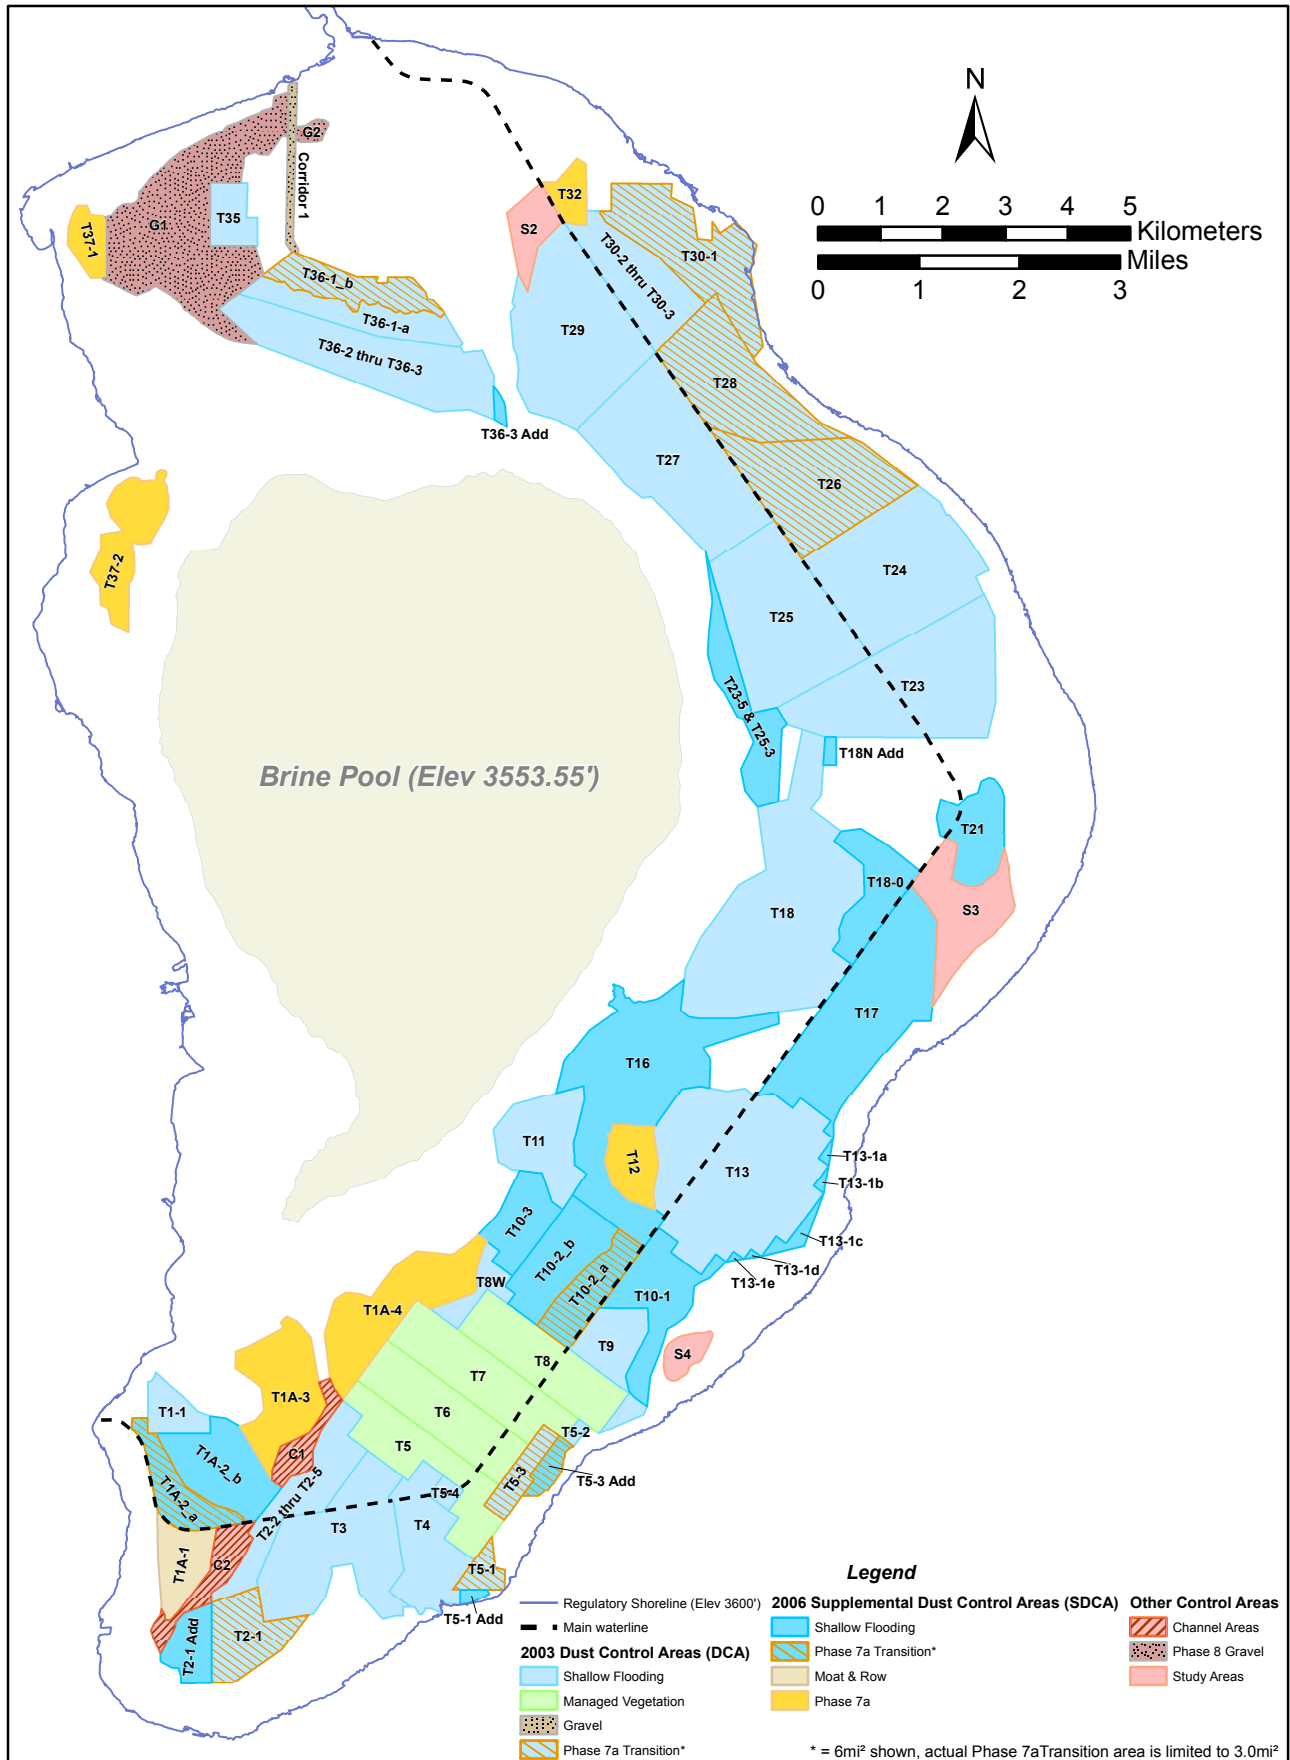 N
0 1 2 3 4 5
Kilometers
Miles
0 1 2 3
G2
Corridor 1
G1
T35
T37-1
T36-1_b
T36-1-a
T36-2 thru T36-3
T36-3 Add
T32
S2
T30-1
T30-2 thru T30-3
T29
T28
T27
T26
T24
T25
T23
T23-5 & T25-3
T37-2
T18N Add
Brine Pool (Elev 3553.55')
T21
T18-0
S3
T18
T17
T16
T11
T12
T13
T13-1a
T13-1b
T13-1c
T13-1d
T13-1e
T10-3
T10-2_b
T10-2_a
T10-1
T8W
T9
S4
T1A-4
T8
T7
T6
T5
T1A-3
T1-1
T1A-2_b
T1A-2_a
C1
T2-2 thru T2-5
T5-2
T5-3
T5-3 Add
T5-4
T3
T4
T1A-1
C2
T5-1
T5-1 Add
T2-1 Add
T2-1
Legend
Regulatory Shoreline (Elev 3600')
Main waterline
2003 Dust Control Areas (DCA)
Shallow Flooding
Managed Vegetation
Gravel
Phase 7a Transition*
2006 Supplemental Dust Control Areas (SDCA)
Shallow Flooding
Phase 7a Transition*
Moat & Row
Phase 7a
Other Control Areas
Channel Areas
Phase 8 Gravel
Study Areas
* = 6mi² shown, actual Phase 7aTransition area is limited to 3.0mi²